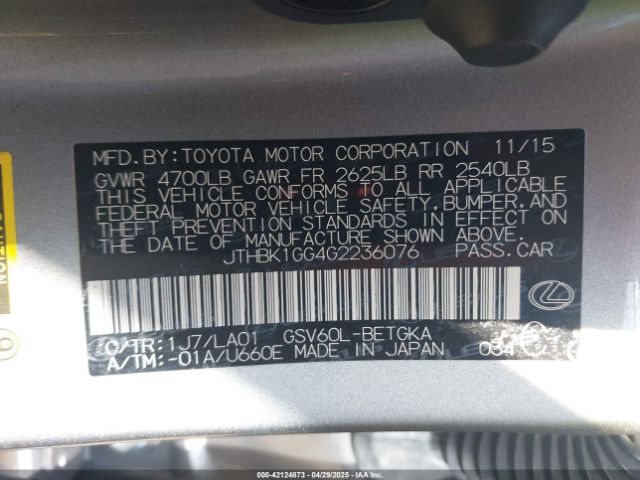 MFD.BY:TOYOTA MOTOR CORPORATION 11/15
GVWR 4700LB GAWR FR 2625LB RR 2540LB
THIS VEHICLE CONFORMS TO ALL APPLICABLE
FEDERAL MOTOR VEHICLE SAFETY,BUMPER,AND
THEFT PREVENTION STANDARDS IN EFFECT ON
THE DATE OF MANUFACTURE SHOWN ABOVE.
JTHBK1GG4G2236076 PASS.CAR
C/TR:1J7/LA01 GSV60L-BETGKA
A/TM:-01A/U660E MADE IN JAPAN 034
000-42124873 - 04/29/2025 - IAAI.COM